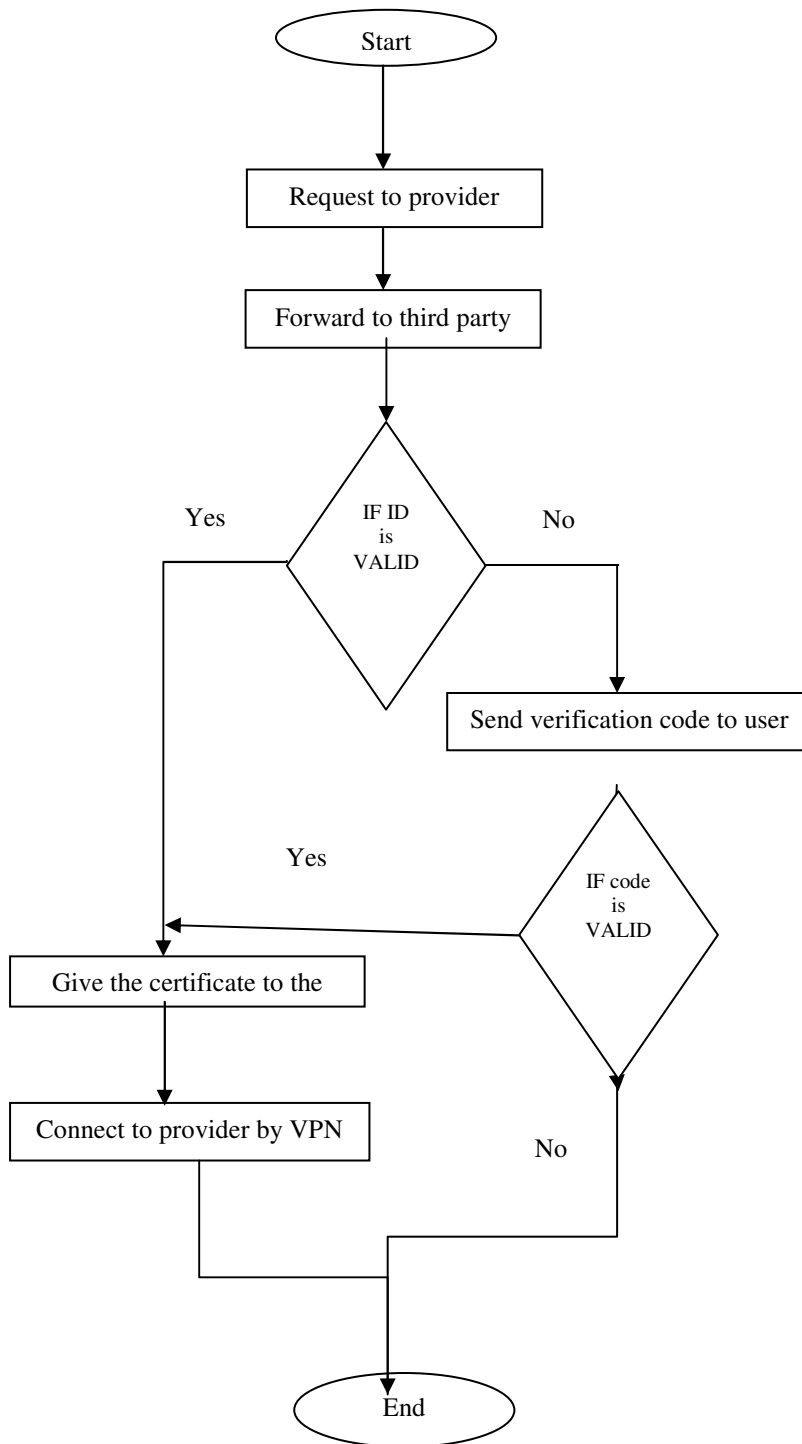 Start
Request to provider
Forward to third party
Yes
IF ID
is
VALID
No
Send verification code to user
Yes
IF code
is
VALID
Give the certificate to the
Connect to provider by VPN
No
End